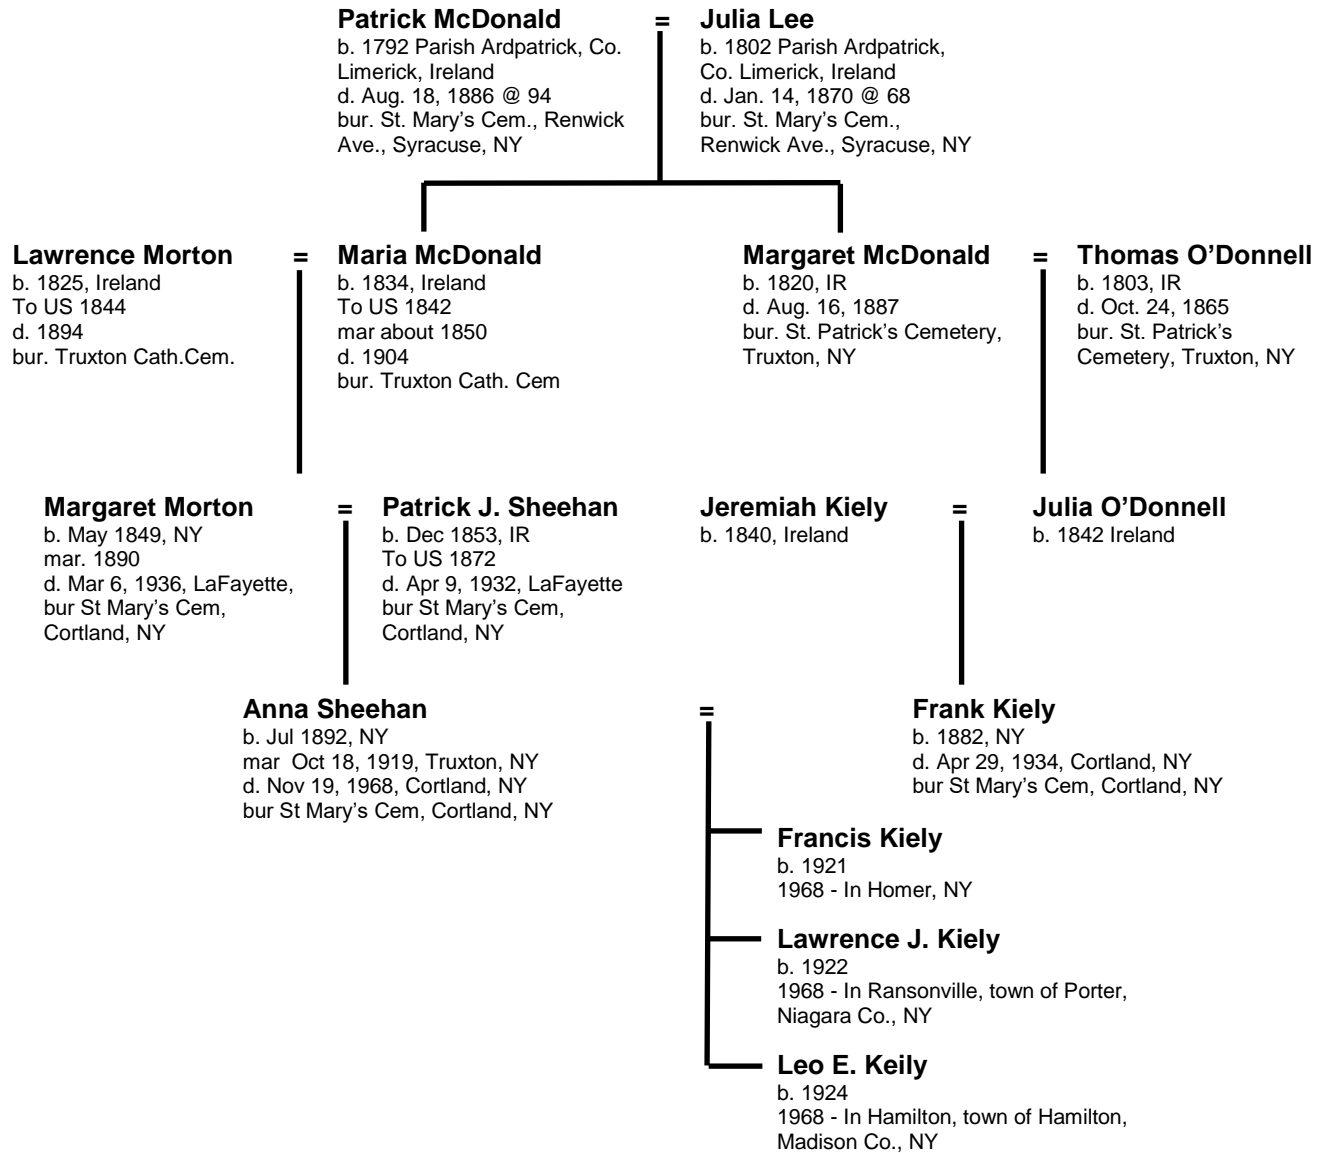 Patrick McDonald
b. 1792 Parish Ardpatrick, Co.
Limerick, Ireland
d. Aug. 18, 1886 @ 94
bur. St. Mary’s Cem., Renwick
Ave., Syracuse, NY
=
Julia Lee
b. 1802 Parish Ardpatrick,
Co. Limerick, Ireland
d. Jan. 14, 1870 @ 68
bur. St. Mary’s Cem.,
Renwick Ave., Syracuse, NY
Lawrence Morton
b. 1825, Ireland
To US 1844
d. 1894
bur. Truxton Cath.Cem.
=
Maria McDonald
b. 1834, Ireland
To US 1842
mar about 1850
d. 1904
bur. Truxton Cath. Cem
Margaret McDonald
b. 1820, IR
d. Aug. 16, 1887
bur. St. Patrick’s Cemetery,
Truxton, NY
=
Thomas O’Donnell
b. 1803, IR
d. Oct. 24, 1865
bur. St. Patrick’s
Cemetery, Truxton, NY
Margaret Morton
b. May 1849, NY
mar. 1890
d. Mar 6, 1936, LaFayette,
bur St Mary’s Cem,
Cortland, NY
=
Patrick J. Sheehan
b. Dec 1853, IR
To US 1872
d. Apr 9, 1932, LaFayette
bur St Mary’s Cem,
Cortland, NY
Jeremiah Kiely
b. 1840, Ireland
=
Julia O’Donnell
b. 1842 Ireland
Anna Sheehan
b. Jul 1892, NY
mar  Oct 18, 1919, Truxton, NY
d. Nov 19, 1968, Cortland, NY
bur St Mary’s Cem, Cortland, NY
=
Frank Kiely
b. 1882, NY
d. Apr 29, 1934, Cortland, NY
bur St Mary’s Cem, Cortland, NY
Francis Kiely
b. 1921
1968 - In Homer, NY
Lawrence J. Kiely
b. 1922
1968 - In Ransonville, town of Porter,
Niagara Co., NY
Leo E. Keily
b. 1924
1968 - In Hamilton, town of Hamilton,
Madison Co., NY